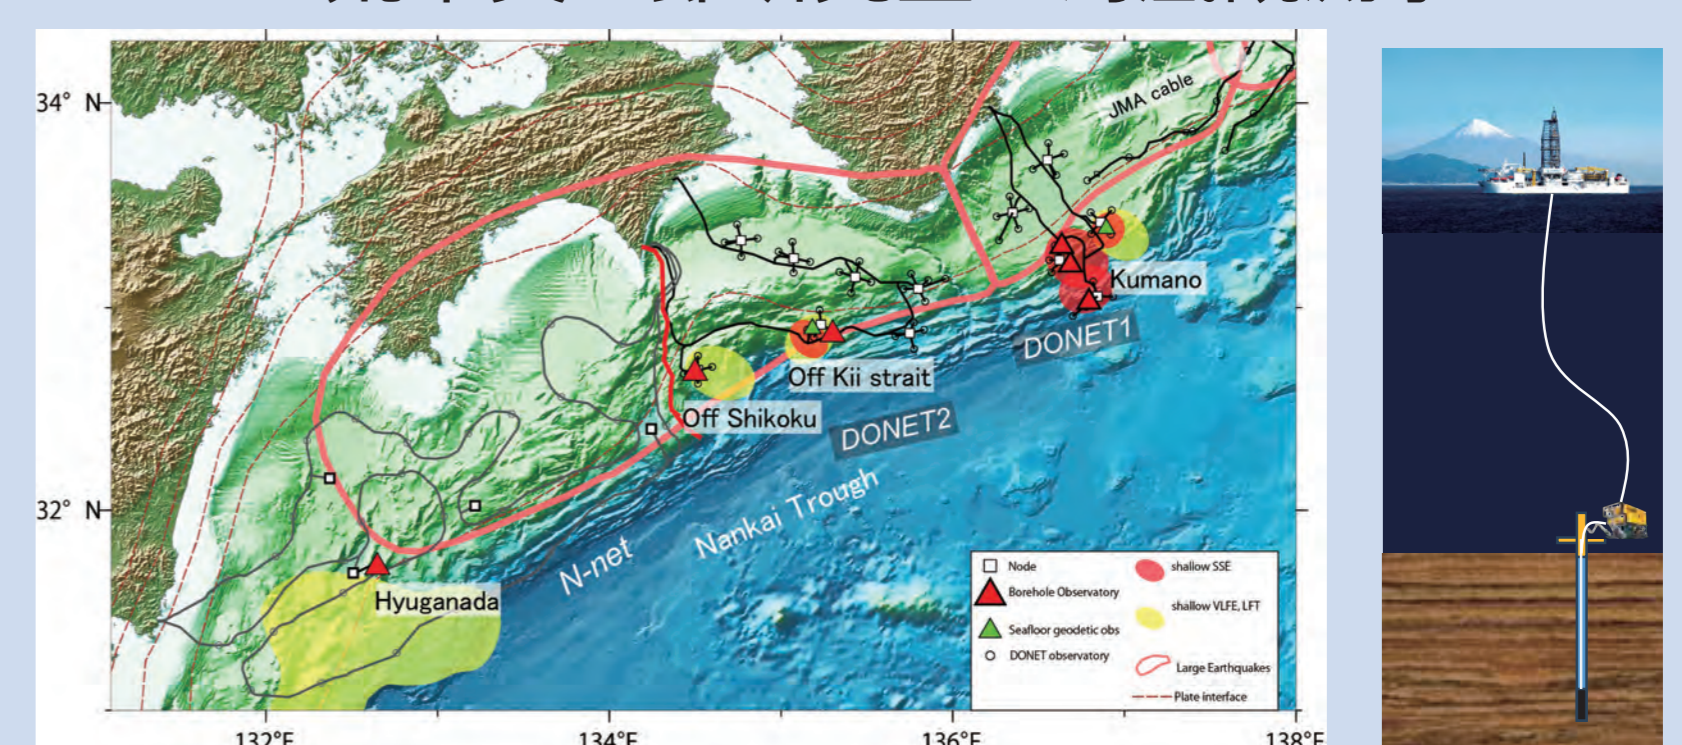 34° N
32° N
132°E
134°E
136°E
138°E
JMA cable
Kumano
DONET1
Off Kii strait
Off Shikoku
DONET2
Nankai Trough
N-net
Hyuganada
Node
Borehole Observatory
Seafloor geodetic obs
DONET observatory
shallow SSE
shallow VLFE, LFT
Large Earthquakes
Plate interface